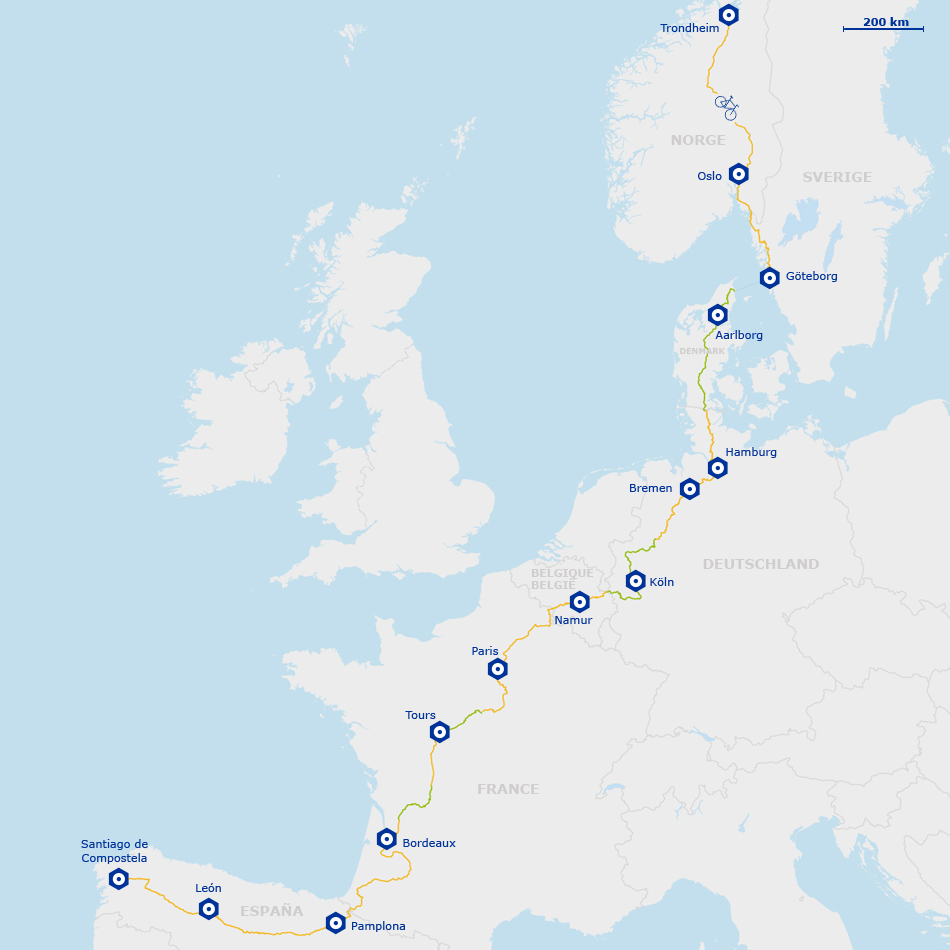 200 km
Trondheim
NORGE
Oslo
SVERIGE
Göteborg
Aarlborg
DENMARK
Hamburg
Bremen
DEUTSCHLAND
BELGIQUE
BELGIË
Köln
Namur
Paris
Tours
FRANCE
Bordeaux
Santiago de
Compostela
León
ESPAÑA
Pamplona